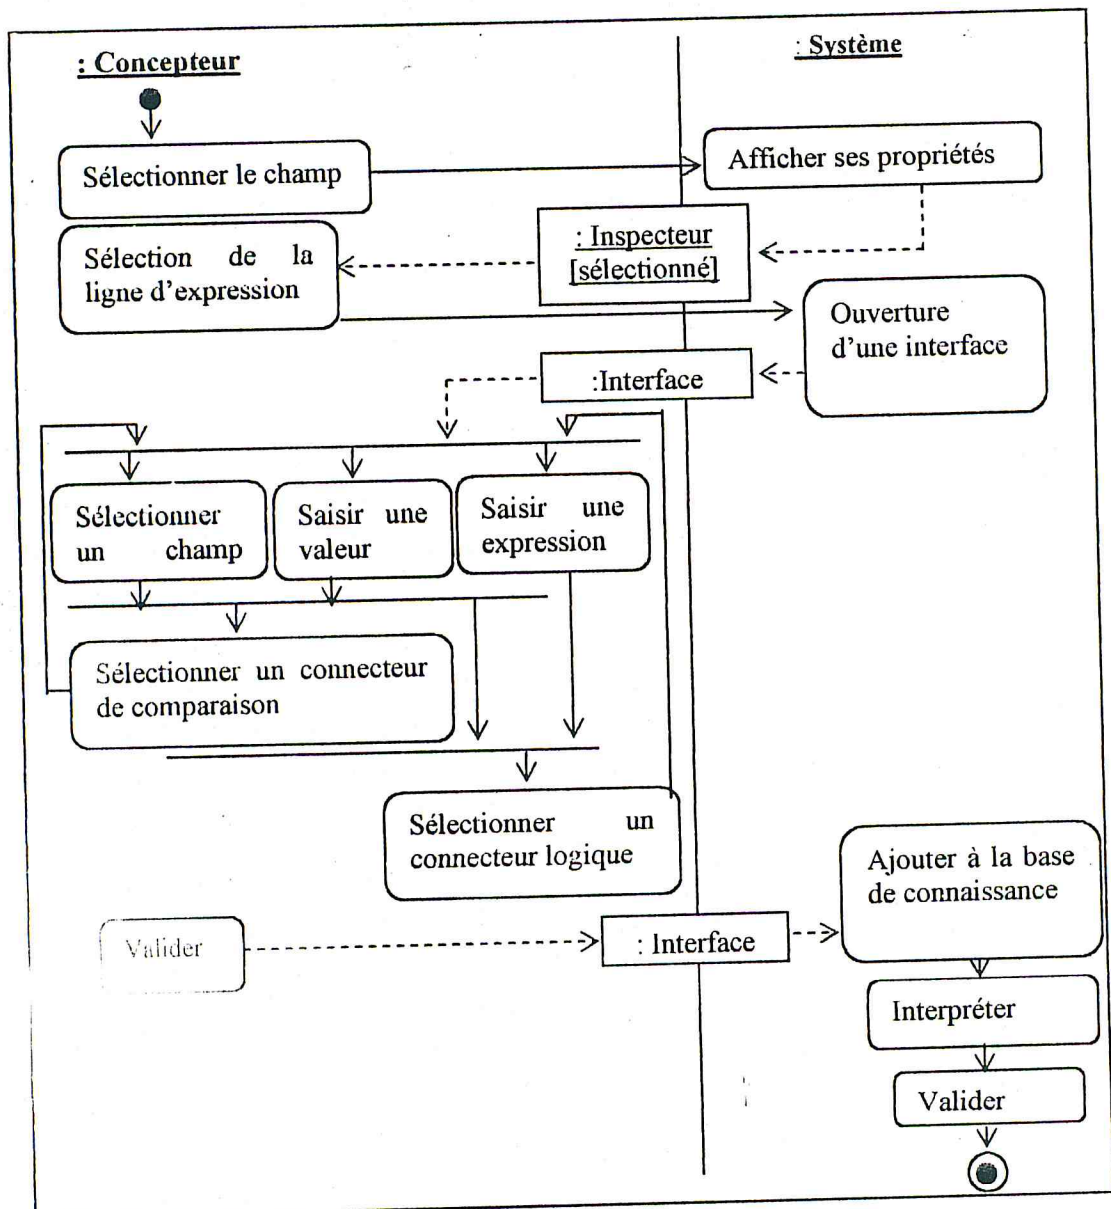 : Concepteur
: Système
Sélectionner le champ
Afficher ses propriétés
: Inspecteur
[sélectionné]
Sélection de la
ligne d'expression
Ouverture
d'une interface
:Interface
Sélectionner
un champ
Saisir une
valeur
Saisir une
expression
Sélectionner un connecteur
de comparaison
Sélectionner un
connecteur logique
Ajouter à la base
de connaissance
Valider
: Interface
Interpréter
Valider